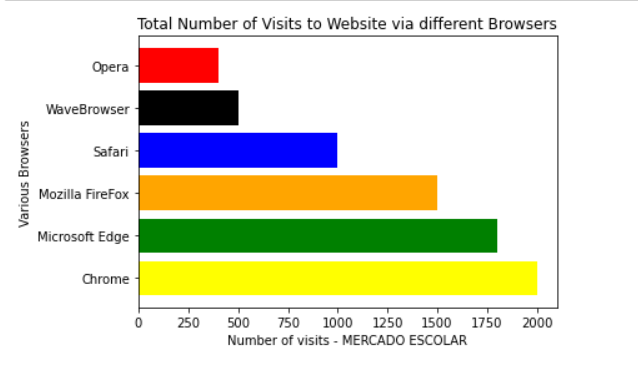 Total Number of Visits to Website via different Browsers
Various Browsers
Opera
WaveBrowser
Safari
Mozilla FireFox
Microsoft Edge
Chrome
0 250 500 750 1000 1250 1500 1750 2000
Number of visits - MERCADO ESCOLAR